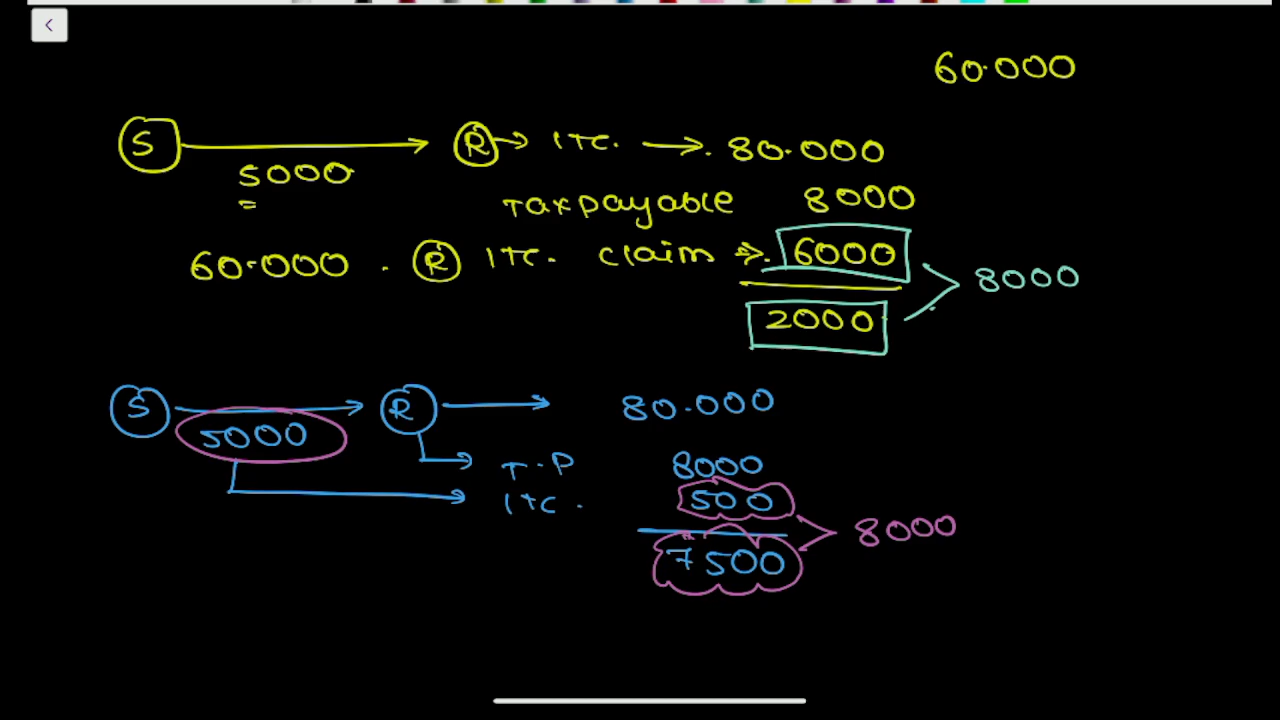 60.000
S → R → ITC. → 80.000
5000
Taxpayable 8000
60.000 . R ITC. claim → 6000
8000
2000
S → R → 80.000
5000
T.P 8000
ITC. 500
8000
7500